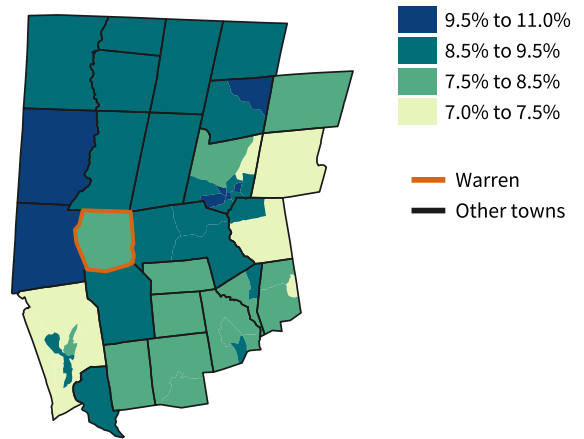 9.5% to 11.0%
8.5% to 9.5%
7.5% to 8.5%
7.0% to 7.5%
Warren
Other towns